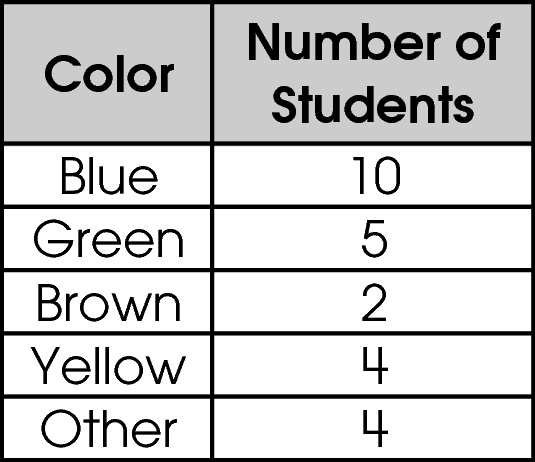 Color Number of
Students
Blue 10
Green 5
Brown 2
Yellow 4
Other 4